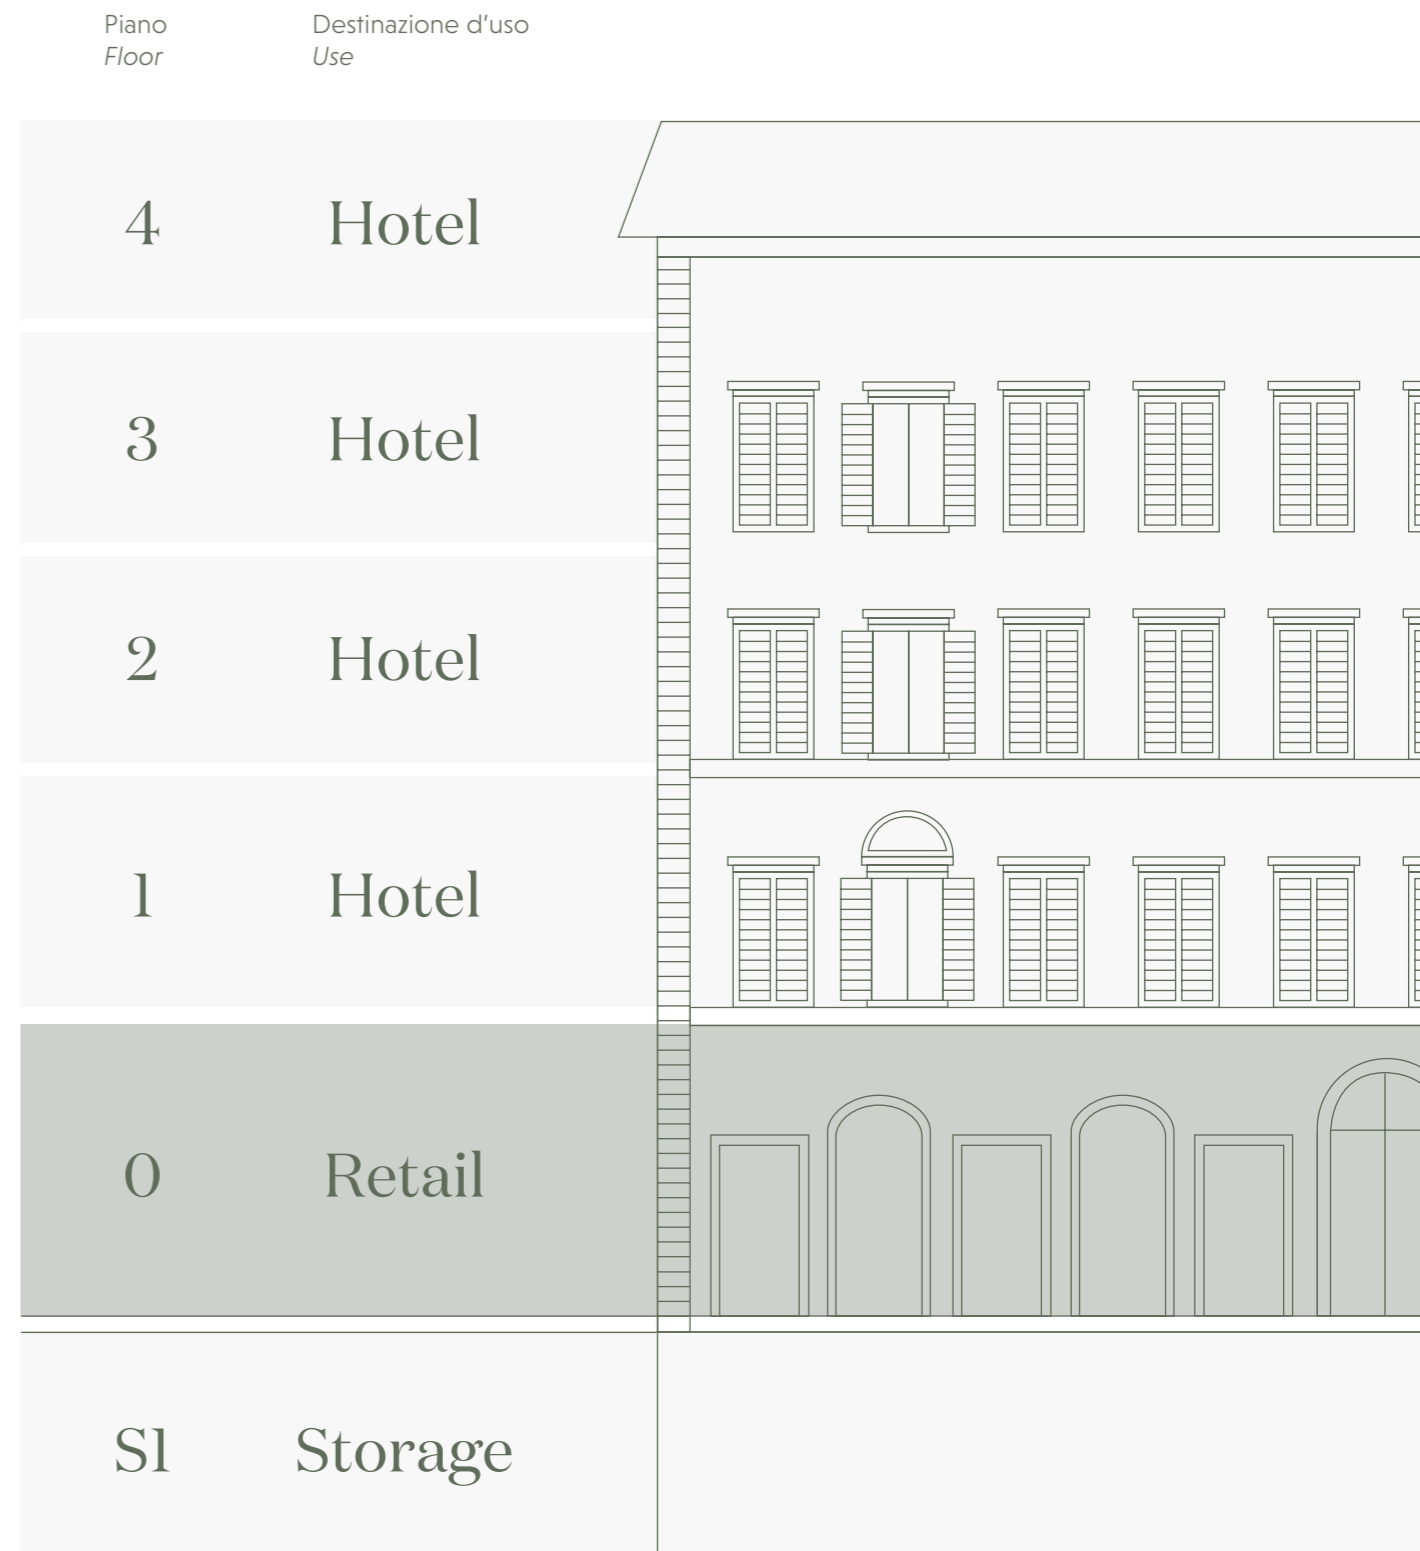 Piano Destinazione d'uso
Floor Use
4 Hotel
3 Hotel
2 Hotel
1 Hotel
0 Retail
S1 Storage